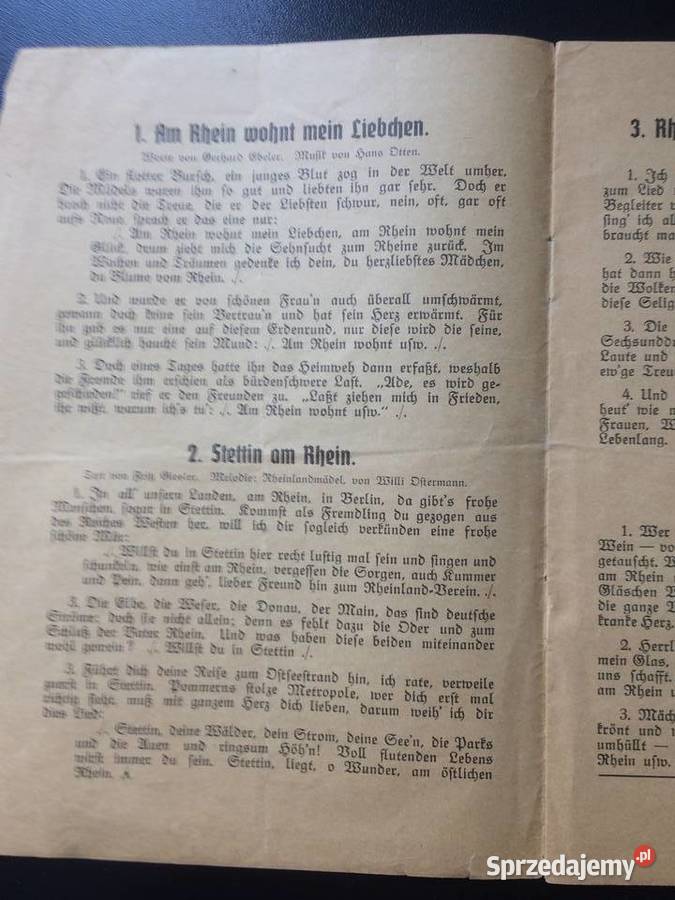 1. Am Rhein wohnt mein Liebchen.
Worte von Gerhard Ebeler. Musik von Hans Otten.
1. Ein flotter Bursch, ein junges Blut zog in der Welt umher.
Die Mädels waren ihm so gut und liebten ihn gar sehr. Doch er
brach nicht die Treue, die er der Liebsten schwur, nein, oft, gar oft
aufs Neue sprach er das eine nur:
./. Am Rhein wohnt mein Liebchen, am Rhein wohnt mein
Glück, drum zieht mich die Sehnsucht zum Rheine zurück. Im
Wachen und Träumen gedenke ich dein, du herzliebstes Mädchen,
du Blume vom Rhein. ./.
2. Und wurde er von schönen Frau'n auch überall umschwärmt,
gewann doch keine sein Vertrau'n und hat sein Herz erwärmt. Für
ihn gab es nur eine auf diesem Erdenrund, nur diese wird die seine,
und glücklich haucht sein Mund: ./. Am Rhein wohnt usw. ./.
3. Doch eines Tages hatte ihn das Heimweh dann erfaßt, weshalb
die Fremde ihm erschien als bürdenschwere Last. „Ade, es wird ge-
geschieden!" rief er den Freunden zu. „Laßt ziehen mich in Frieden,
ihr wißt, warum ich's tu': ./. Am Rhein wohnt usw." ./.
2. Stettin am Rhein.
Text von Fritz Giesler. Melodie: Rheinlandmädel, von Willi Ostermann.
1. In all' unsern Landen, am Rhein, in Berlin, da gibt's frohe
Menschen, sogar in Stettin. Kommst als Fremdling du gezogen aus
des Reiches Westen her, will ich dir sogleich verkünden eine frohe
schöne Mär:
./. Willst du in Stettin hier recht lustig mal sein und singen und
schunkeln, wie einst am Rhein, vergessen die Sorgen, auch Kummer
und Pein, dann geh', lieber Freund hin zum Rheinland-Verein. ./.
2. Die Elbe, die Weser, die Donau, der Main, das sind deutsche
Ströme; doch sie nicht allein; denn es fehlt dazu die Oder und zum
Schluß der Vater Rhein. Und was haben diese beiden miteinander
wohl gemein? ./. Willst du in Stettin ./.
3. Führt dich deine Reise zum Ostseestrand hin, ich rate, verweile
zuerst in Stettin. Pommerns stolze Metropole, wer dich erst mal
richtig sieht, muß mit ganzem Herz dich lieben, darum weih' ich dir
dies Lied:
./. Stettin, deine Wälder, dein Strom, deine See'n, die Parks
und die Auen und ringsum Höh'n! Voll flutenden Lebens
wirst immer du sein. Stettin, liegt, o Wunder, am östlichen
Rhein. ./.
3. Rh
1. Ich
zum Lied
Begleiter
sing' ich al
braucht ma
2. Wie
hat dann h
die Wolken
diese Selig
3. Die
Sechsunddr
Laute und
ew'ge Treu
4. Und
heut' wie n
Frauen, W
Lebenlang.
1. Wer
Wein — vo
getauscht. W
am Rhein
Gläschen W
die ganze T
kranke Herz.
2. Herrl
mein Glas,
uns schafft.
am Rhein u
3. Mäch
krönt und
umhüllt —
Rhein usw.
Sprzedajemy.pl